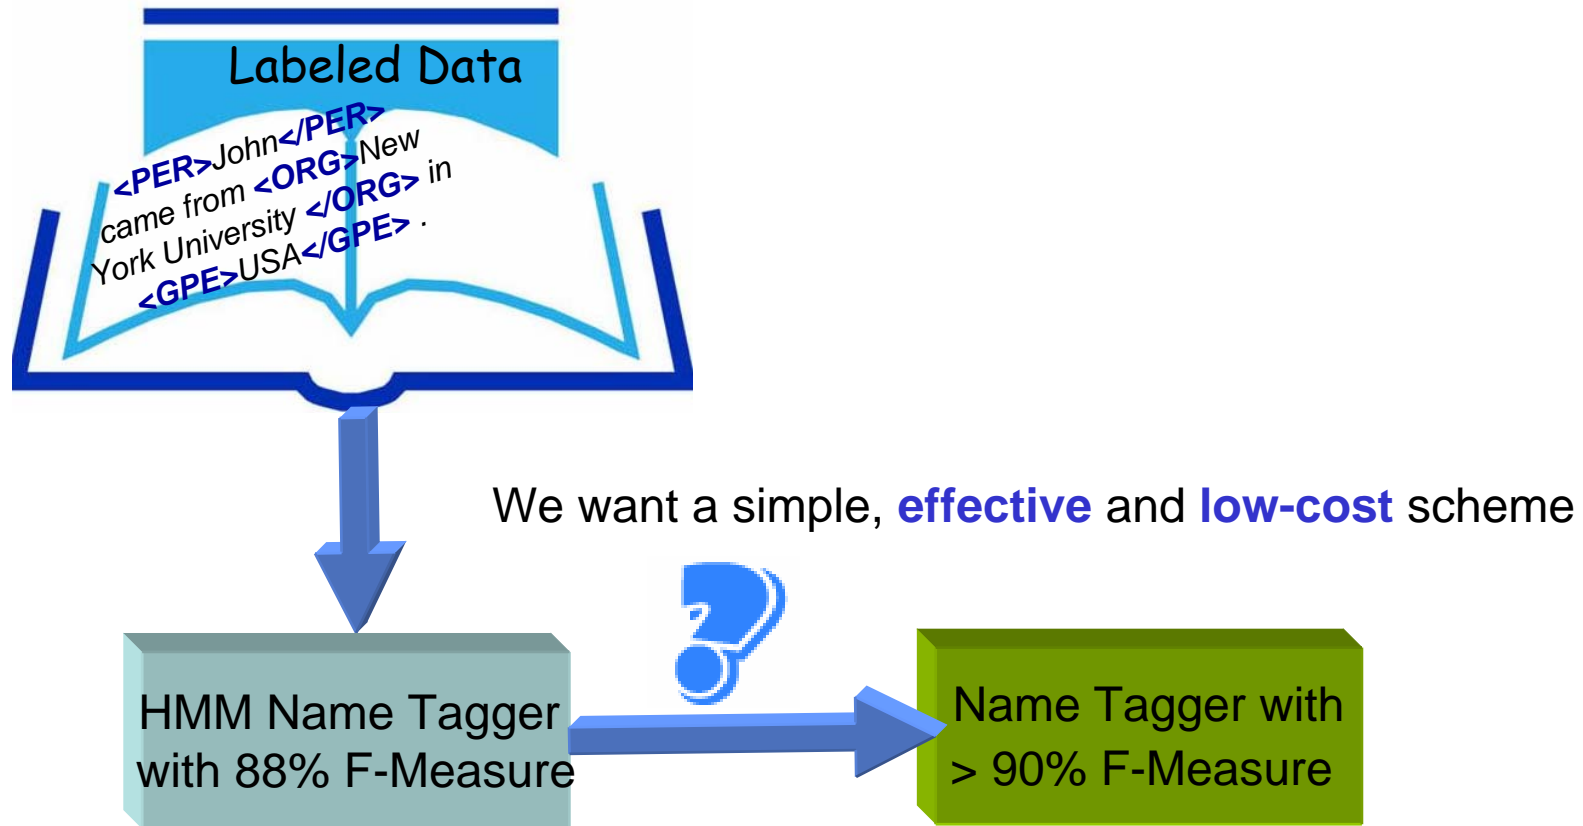 Labeled Data
<PER>John</PER>
came from <ORG>New
York University </ORG> in
<GPE>USA</GPE> .
We want a simple, effective and low-cost scheme
?
HMM Name Tagger
with 88% F-Measure
Name Tagger with
> 90% F-Measure